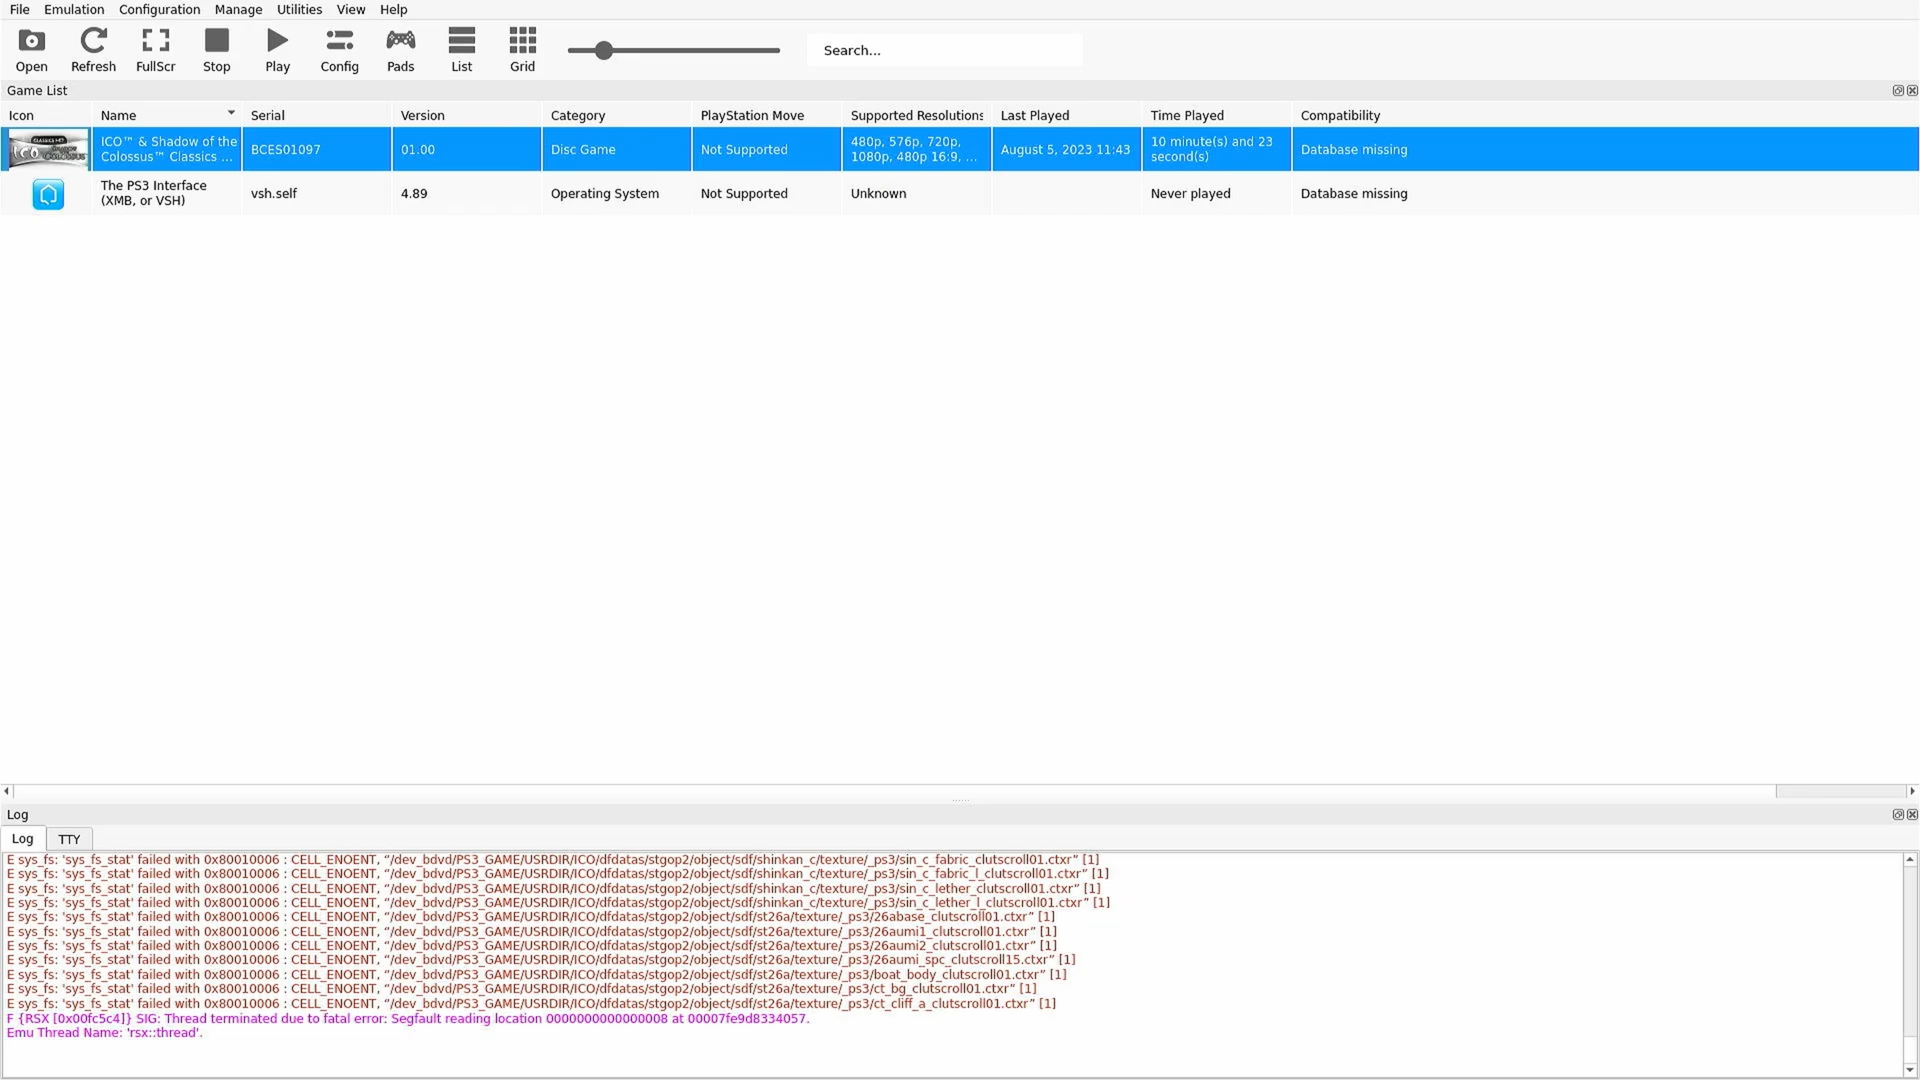 File Emulation Configuration Manage Utilities View Help
Open Refresh FullScr Stop Play Config Pads List Grid Search...
Game List
Icon Name Serial Version Category PlayStation Move Supported Resolutions Last Played Time Played Compatibility
ICO™ & Shadow of the Colossus™ Classics ... BCES01097 01.00 Disc Game Not Supported 480p, 576p, 720p, 1080p, 480p 16:9, ... August 5, 2023 11:43 10 minute(s) and 23 second(s) Database missing
The PS3 Interface (XMB, or VSH) vsh.self 4.89 Operating System Not Supported Unknown Never played Database missing
Log
Log TTY
E sys_fs: 'sys_fs_stat' failed with 0x80010006 : CELL_ENOENT, “/dev_bdvd/PS3_GAME/USRDIR/ICO/dfdatas/stgop2/object/sdf/shinkan_c/texture/_ps3/sin_c_fabric_clutscroll01.ctxr” [1]
E sys_fs: 'sys_fs_stat' failed with 0x80010006 : CELL_ENOENT, “/dev_bdvd/PS3_GAME/USRDIR/ICO/dfdatas/stgop2/object/sdf/shinkan_c/texture/_ps3/sin_c_fabric_l_clutscroll01.ctxr” [1]
E sys_fs: 'sys_fs_stat' failed with 0x80010006 : CELL_ENOENT, “/dev_bdvd/PS3_GAME/USRDIR/ICO/dfdatas/stgop2/object/sdf/shinkan_c/texture/_ps3/sin_c_lether_clutscroll01.ctxr” [1]
E sys_fs: 'sys_fs_stat' failed with 0x80010006 : CELL_ENOENT, “/dev_bdvd/PS3_GAME/USRDIR/ICO/dfdatas/stgop2/object/sdf/shinkan_c/texture/_ps3/sin_c_lether_l_clutscroll01.ctxr” [1]
E sys_fs: 'sys_fs_stat' failed with 0x80010006 : CELL_ENOENT, “/dev_bdvd/PS3_GAME/USRDIR/ICO/dfdatas/stgop2/object/sdf/st26a/texture/_ps3/26abase_clutscroll01.ctxr” [1]
E sys_fs: 'sys_fs_stat' failed with 0x80010006 : CELL_ENOENT, “/dev_bdvd/PS3_GAME/USRDIR/ICO/dfdatas/stgop2/object/sdf/st26a/texture/_ps3/26aumi1_clutscroll01.ctxr” [1]
E sys_fs: 'sys_fs_stat' failed with 0x80010006 : CELL_ENOENT, “/dev_bdvd/PS3_GAME/USRDIR/ICO/dfdatas/stgop2/object/sdf/st26a/texture/_ps3/26aumi2_clutscroll01.ctxr” [1]
E sys_fs: 'sys_fs_stat' failed with 0x80010006 : CELL_ENOENT, “/dev_bdvd/PS3_GAME/USRDIR/ICO/dfdatas/stgop2/object/sdf/st26a/texture/_ps3/26aumi_spc_clutscroll15.ctxr” [1]
E sys_fs: 'sys_fs_stat' failed with 0x80010006 : CELL_ENOENT, “/dev_bdvd/PS3_GAME/USRDIR/ICO/dfdatas/stgop2/object/sdf/st26a/texture/_ps3/boat_body_clutscroll01.ctxr” [1]
E sys_fs: 'sys_fs_stat' failed with 0x80010006 : CELL_ENOENT, “/dev_bdvd/PS3_GAME/USRDIR/ICO/dfdatas/stgop2/object/sdf/st26a/texture/_ps3/ct_bg_clutscroll01.ctxr” [1]
E sys_fs: 'sys_fs_stat' failed with 0x80010006 : CELL_ENOENT, “/dev_bdvd/PS3_GAME/USRDIR/ICO/dfdatas/stgop2/object/sdf/st26a/texture/_ps3/ct_cliff_a_clutscroll01.ctxr” [1]
F {RSX [0x00fc5c4]} SIG: Thread terminated due to fatal error: Segfault reading location 0000000000000008 at 00007fe9d8334057.
Emu Thread Name: 'rsx::thread'.